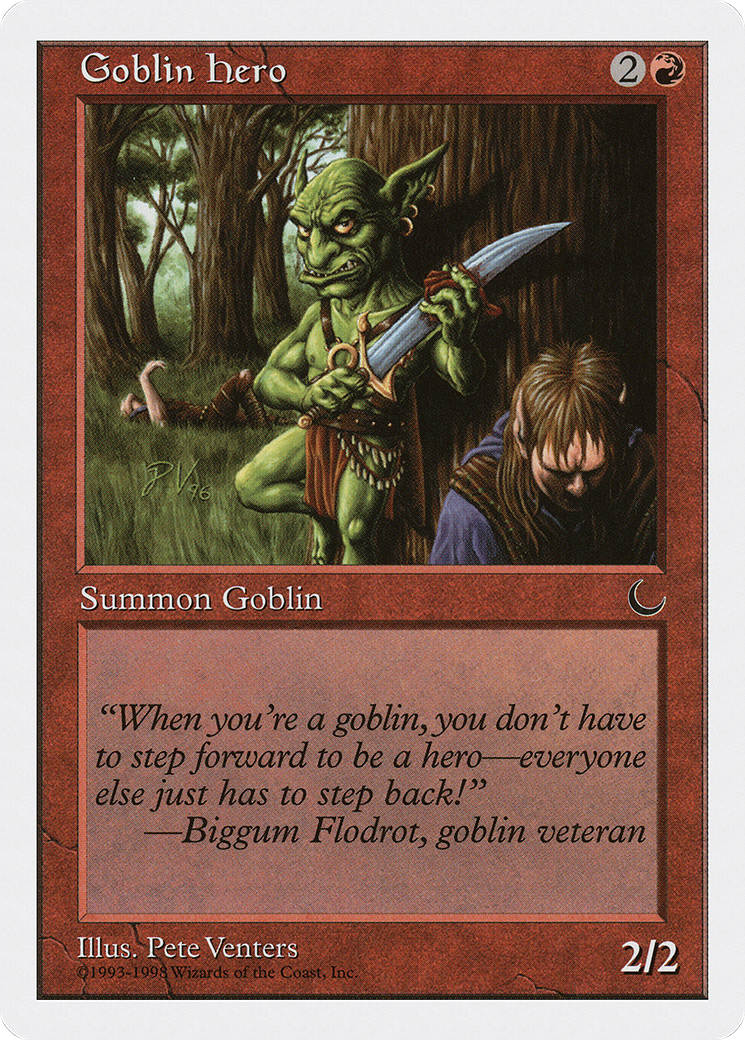 Goblin Hero
2
PV96
Summon Goblin
“When you’re a goblin, you don’t have
to step forward to be a hero—everyone
else just has to step back!”
—Biggum Flodrot, goblin veteran
Illus. Pete Venters
©1993-1998 Wizards of the Coast, Inc.
2/2